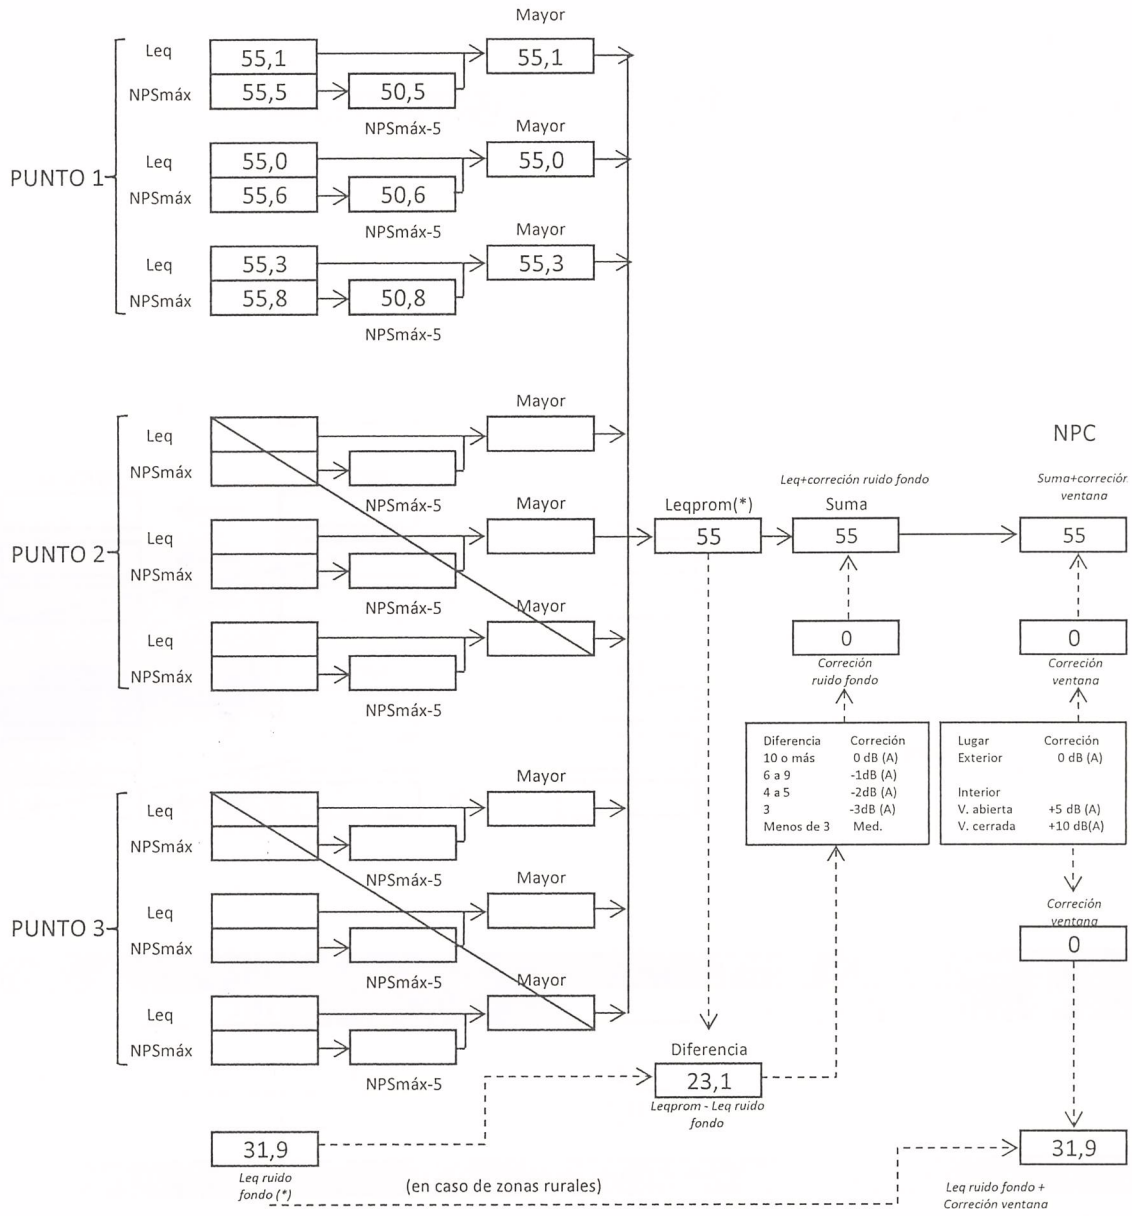 Mayor
Leq
55,1
55,1
NPSmáx
55,5
50,5
NPSmáx-5
Mayor
PUNTO 1
Leq
55,0
55,0
NPSmáx
55,6
50,6
NPSmáx-5
Mayor
Leq
55,3
55,3
NPSmáx
55,8
50,8
NPSmáx-5
Mayor
Leq
NPSmáx
NPSmáx-5
Mayor
PUNTO 2
Leq
NPSmáx
NPSmáx-5
Mayor
Leq
NPSmáx
NPSmáx-5
Mayor
Leq
NPSmáx
NPSmáx-5
Mayor
PUNTO 3
Leq
NPSmáx
NPSmáx-5
Mayor
Leq
NPSmáx
NPSmáx-5
Leqprom(*)
55
Leq+correción ruido fondo
Suma
55
0
Correción
ruido fondo
NPC
Suma+correción
ventana
55
0
Correción
ventana
Diferencia Correción
10 o más 0 dB (A)
6 a 9 -1dB (A)
4 a 5 -2dB (A)
3 -3dB (A)
Menos de 3 Med.
Lugar Correción
Exterior 0 dB (A)
Interior
V. abierta +5 dB (A)
V. cerrada +10 dB(A)
Correción
ventana
0
Diferencia
23,1
Leqprom - Leq ruido
fondo
31,9
Leq ruido
fondo (*)
(en caso de zonas rurales)
31,9
Leq ruido fondo +
Correción ventana